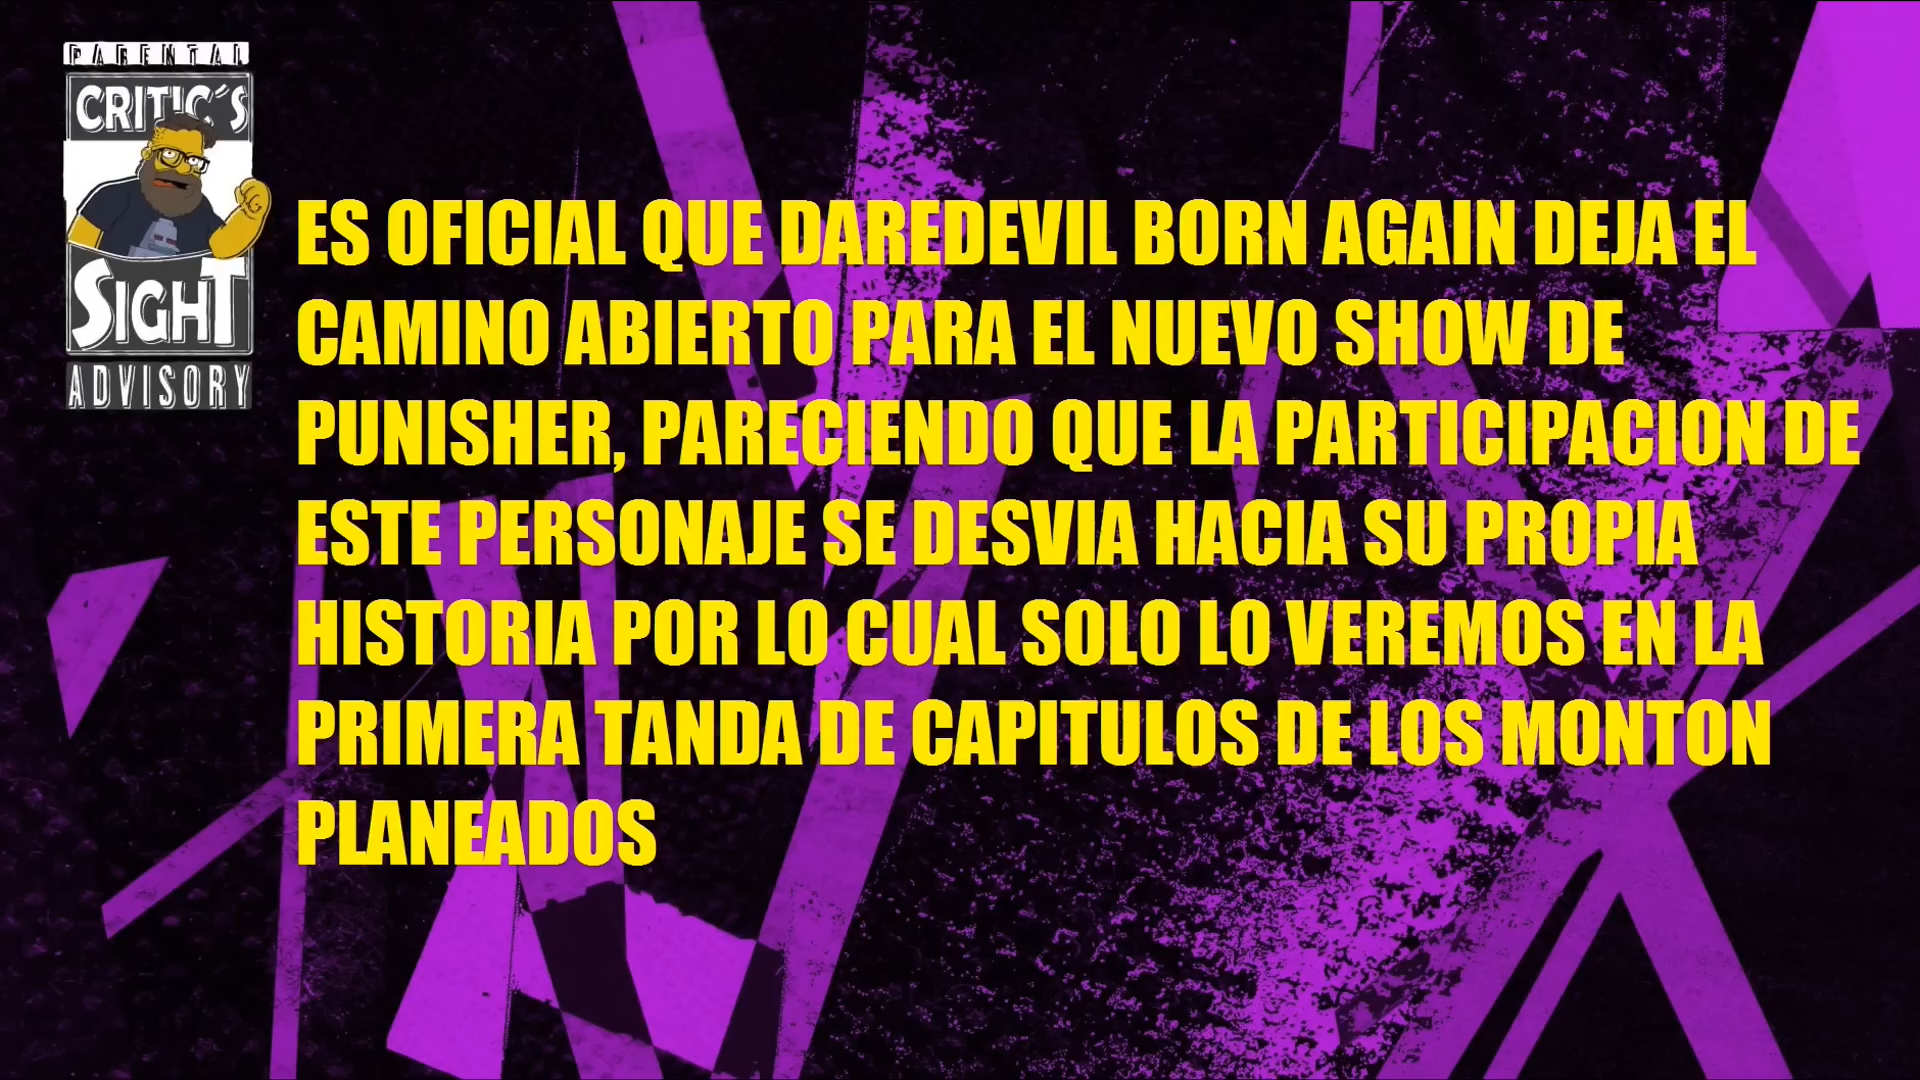 PARENTAL
CRITIC´S
SIGHT
ADVISORY
ES OFICIAL QUE DAREDEVIL BORN AGAIN DEJA EL
CAMINO ABIERTO PARA EL NUEVO SHOW DE
PUNISHER, PARECIENDO QUE LA PARTICIPACION DE
ESTE PERSONAJE SE DESVIA HACIA SU PROPIA
HISTORIA POR LO CUAL SOLO LO VEREMOS EN LA
PRIMERA TANDA DE CAPITULOS DE LOS MONTON
PLANEADOS